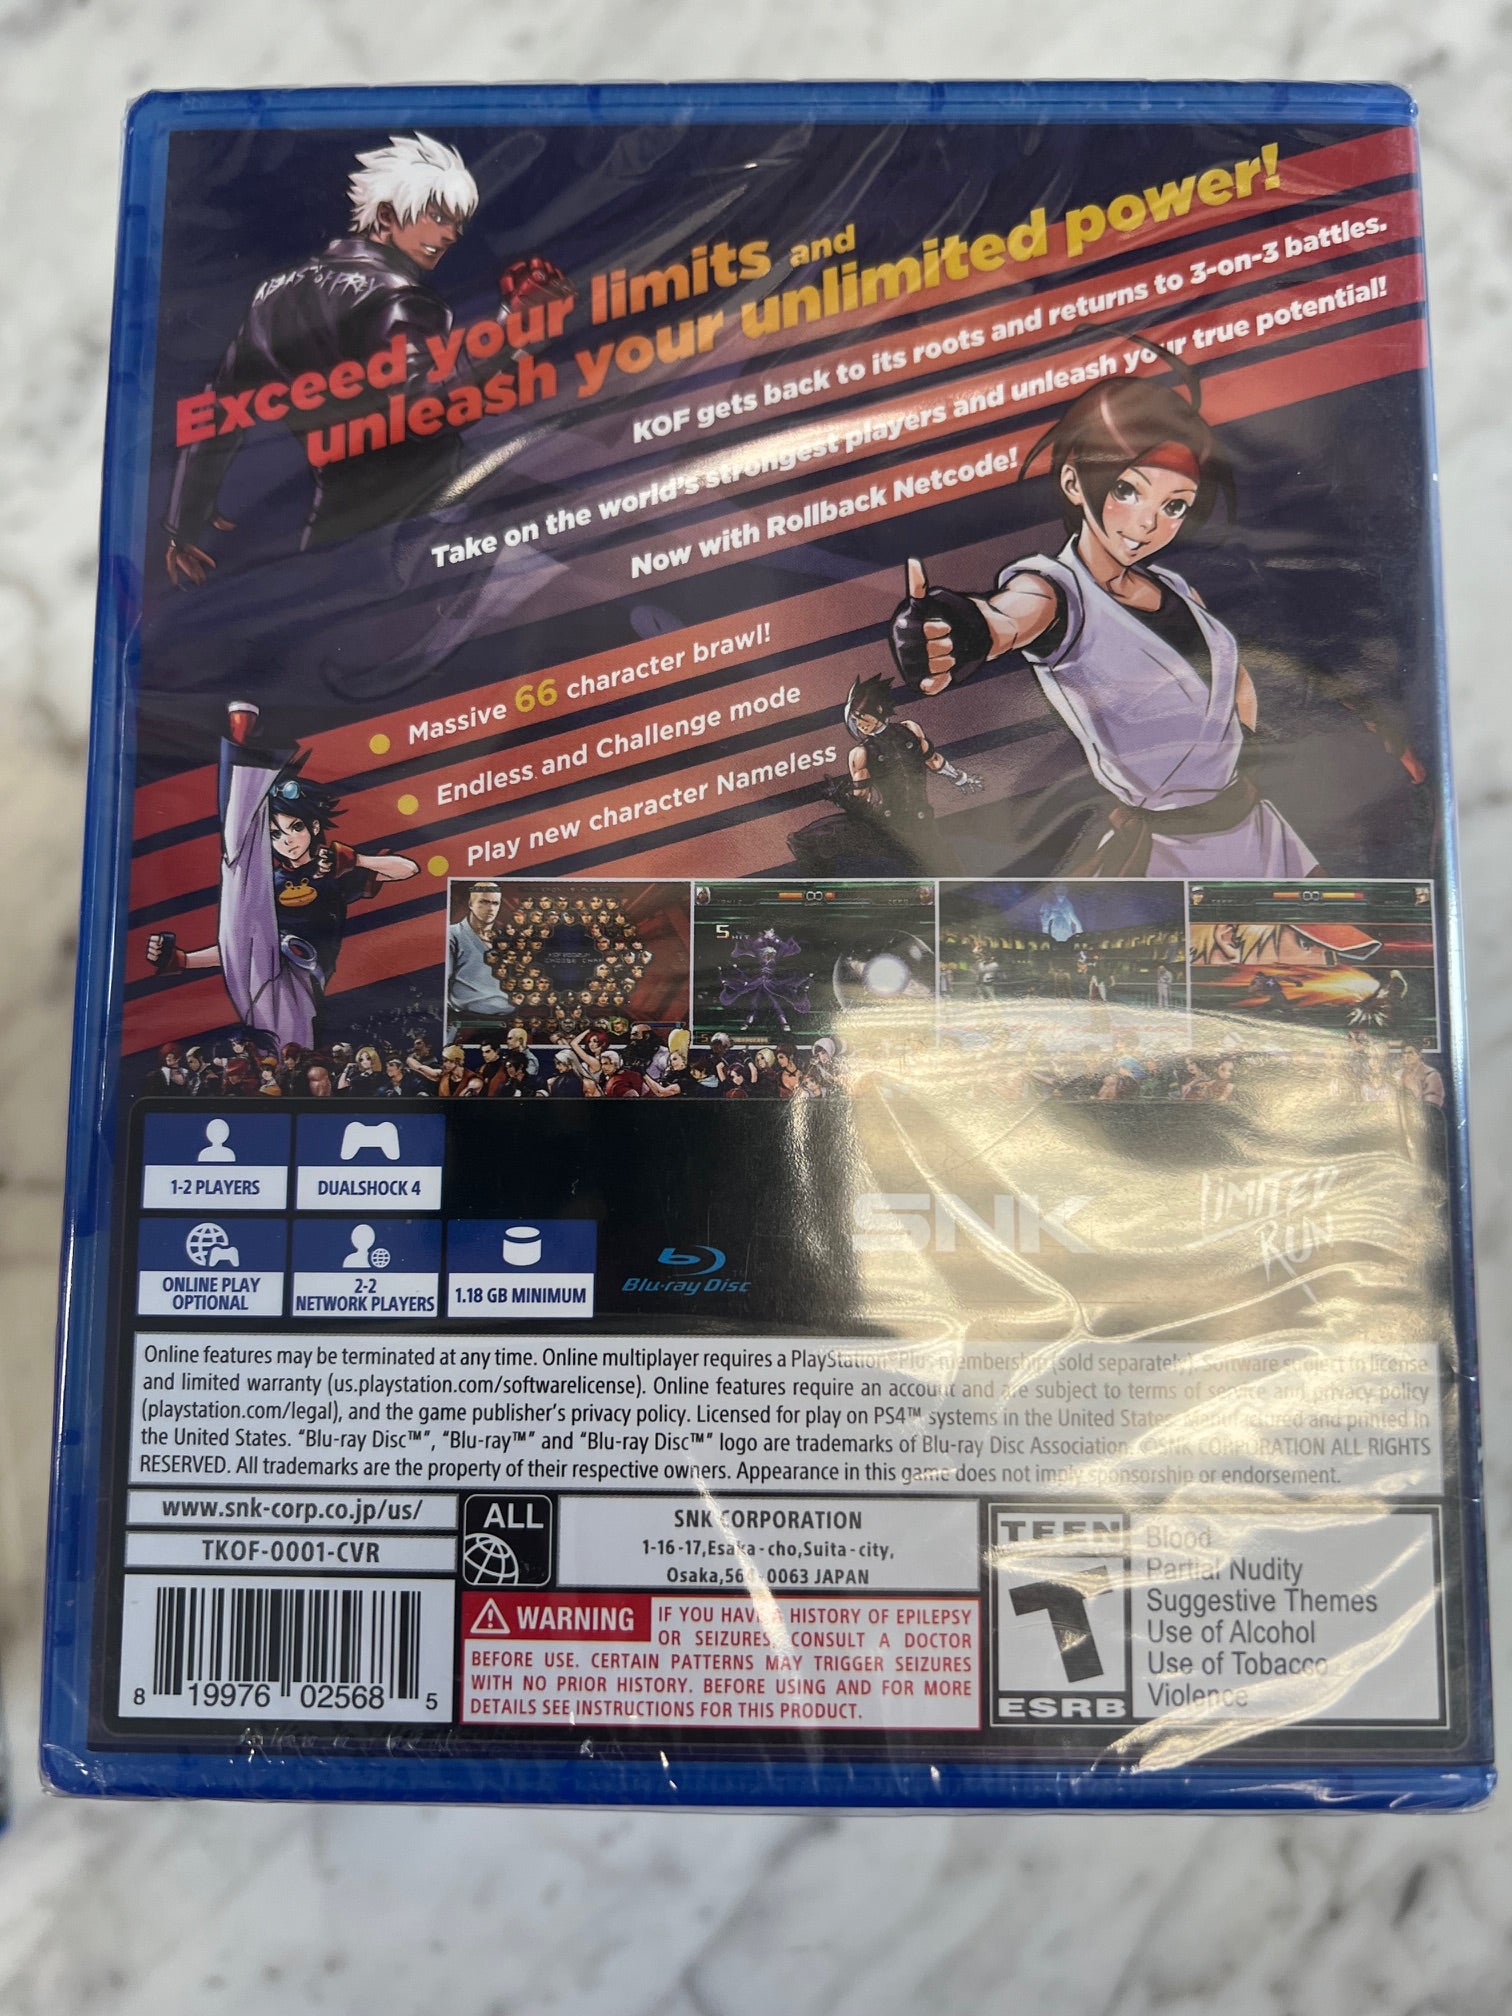 Exceed your limits and
unleash your unlimited power!
KOF gets back to its roots and returns to 3-on-3 battles.
Take on the world's strongest players and unleash your true potential!
Now with Rollback Netcode!
Massive 66 character brawl!
Endless and Challenge mode
Play new character Nameless
5
1-2 PLAYERS
DUALSHOCK 4
ONLINE PLAY
OPTIONAL
2-2
NETWORK PLAYERS
1.18 GB MINIMUM
Blu-ray Disc
SNK
LIMITED
RUN
Online features may be terminated at any time. Online multiplayer requires a PlayStation®Plus membership (sold separately). Software subject to license
and limited warranty (us.playstation.com/softwarelicense). Online features require an account and are subject to terms of service and privacy policy
(playstation.com/legal), and the game publisher's privacy policy. Licensed for play on PS4™ systems in the United States. Manufactured and printed in
the United States. “Blu-ray Disc™”, “Blu-ray™” and “Blu-ray Disc™” logo are trademarks of Blu-ray Disc Association. ©SNK CORPORATION ALL RIGHTS
RESERVED. All trademarks are the property of their respective owners. Appearance in this game does not imply sponsorship or endorsement.
www.snk-corp.co.jp/us/
TKOF-0001-CVR
8 19976 02568 5
ALL
SNK CORPORATION
1-16-17,Esaka-cho,Suita-city,
Osaka,564-0063 JAPAN
WARNING IF YOU HAVE A HISTORY OF EPILEPSY
OR SEIZURES, CONSULT A DOCTOR
BEFORE USE. CERTAIN PATTERNS MAY TRIGGER SEIZURES
WITH NO PRIOR HISTORY. BEFORE USING AND FOR MORE
DETAILS SEE INSTRUCTIONS FOR THIS PRODUCT.
TEEN
T
ESRB
Blood
Partial Nudity
Suggestive Themes
Use of Alcohol
Use of Tobacco
Violence